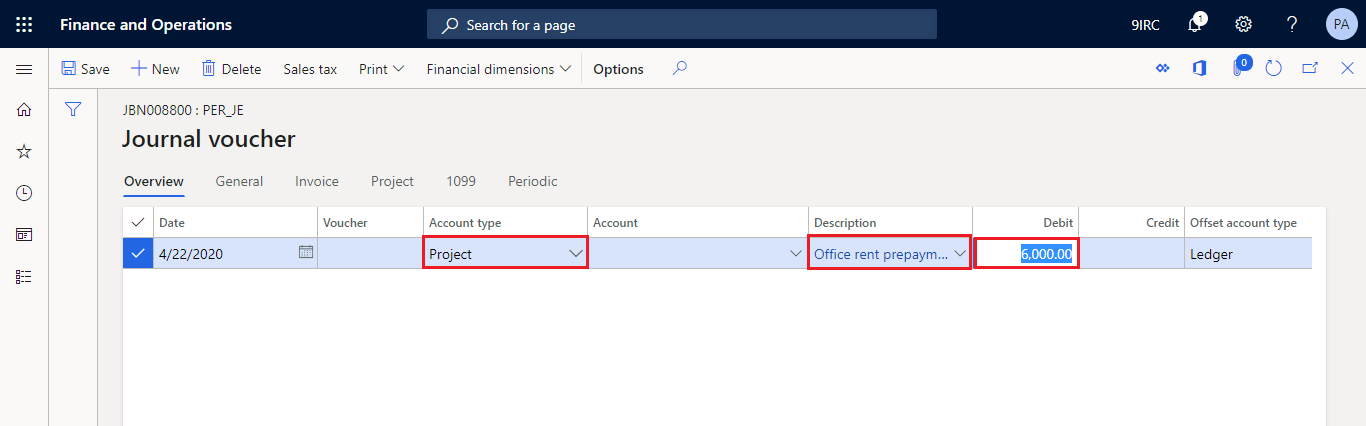 Finance and Operations Search for a page 9IRC 1 ? PA
Save New Delete Sales tax Print Financial dimensions Options 0
JBN008800 : PER_JE
Journal voucher
Overview General Invoice Project 1099 Periodic
Date Voucher Account type Account Description Debit Credit Offset account type
4/22/2020 Project Office rent prepaym... 6,000.00 Ledger